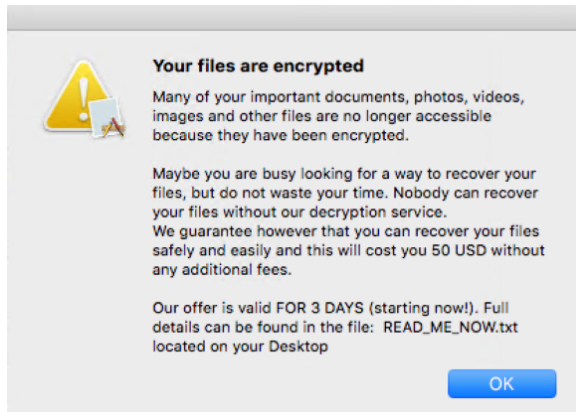 Your files are encrypted
Many of your important documents, photos, videos,
images and other files are no longer accessible
because they have been encrypted.
Maybe you are busy looking for a way to recover your
files, but do not waste your time. Nobody can recover
your files without our decryption service.
We guarantee however that you can recover your files
safely and easily and this will cost you 50 USD without
any additional fees.
Our offer is valid FOR 3 DAYS (starting now!). Full
details can be found in the file:  READ_ME_NOW.txt
located on your Desktop
OK